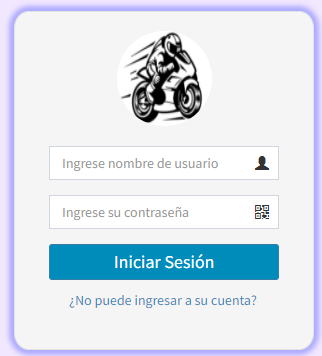 Ingrese nombre de usuario
Ingrese su contraseña
Iniciar Sesión
¿No puede ingresar a su cuenta?